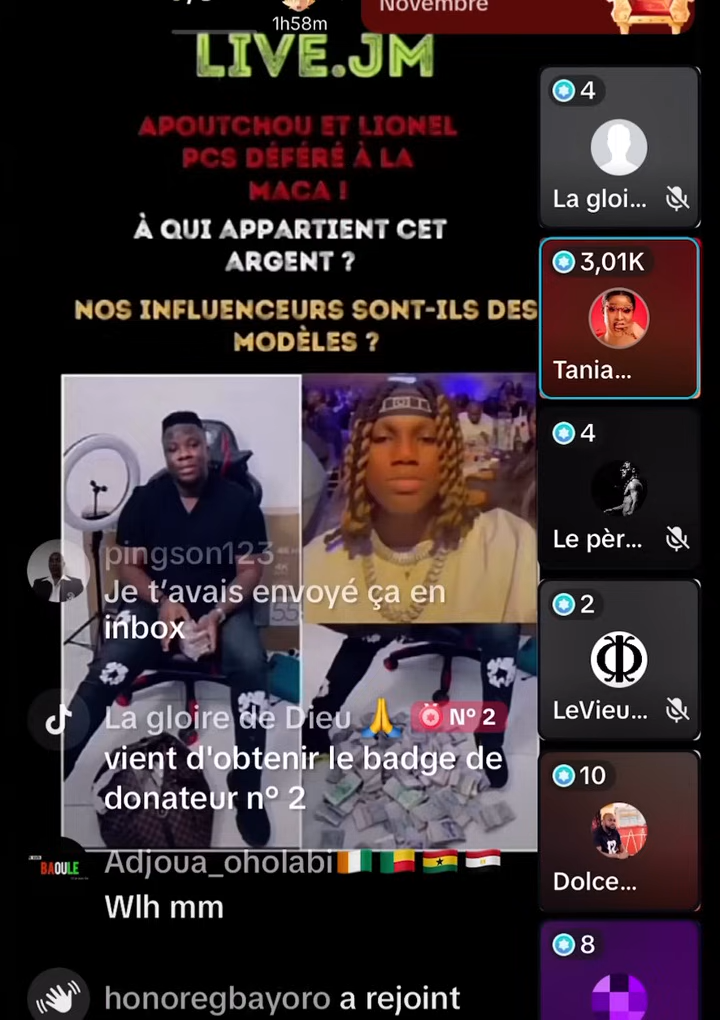 Novembre
1h58m
LIVE.JM
APOUTCHOU ET LIONEL
PCS DÉFÉRÉ À LA
MACA !
À QUI APPARTIENT CET
ARGENT ?
NOS INFLUENCEURS SONT-ILS DES
MODÈLES ?
4
La gloi...
3,01K
Tania...
4
Le pèr...
2
LeVieu...
10
Dolce...
8
pingson123
Je t’avais envoyé ça en
inbox
La gloire de Dieu 🙏 N° 2
vient d'obtenir le badge de
donateur n° 2
BAOULE
Adjoua_oholabi🇨🇮🇧🇯🇬🇭🇪🇬
Wlh mm
honoregbayoro a rejoint